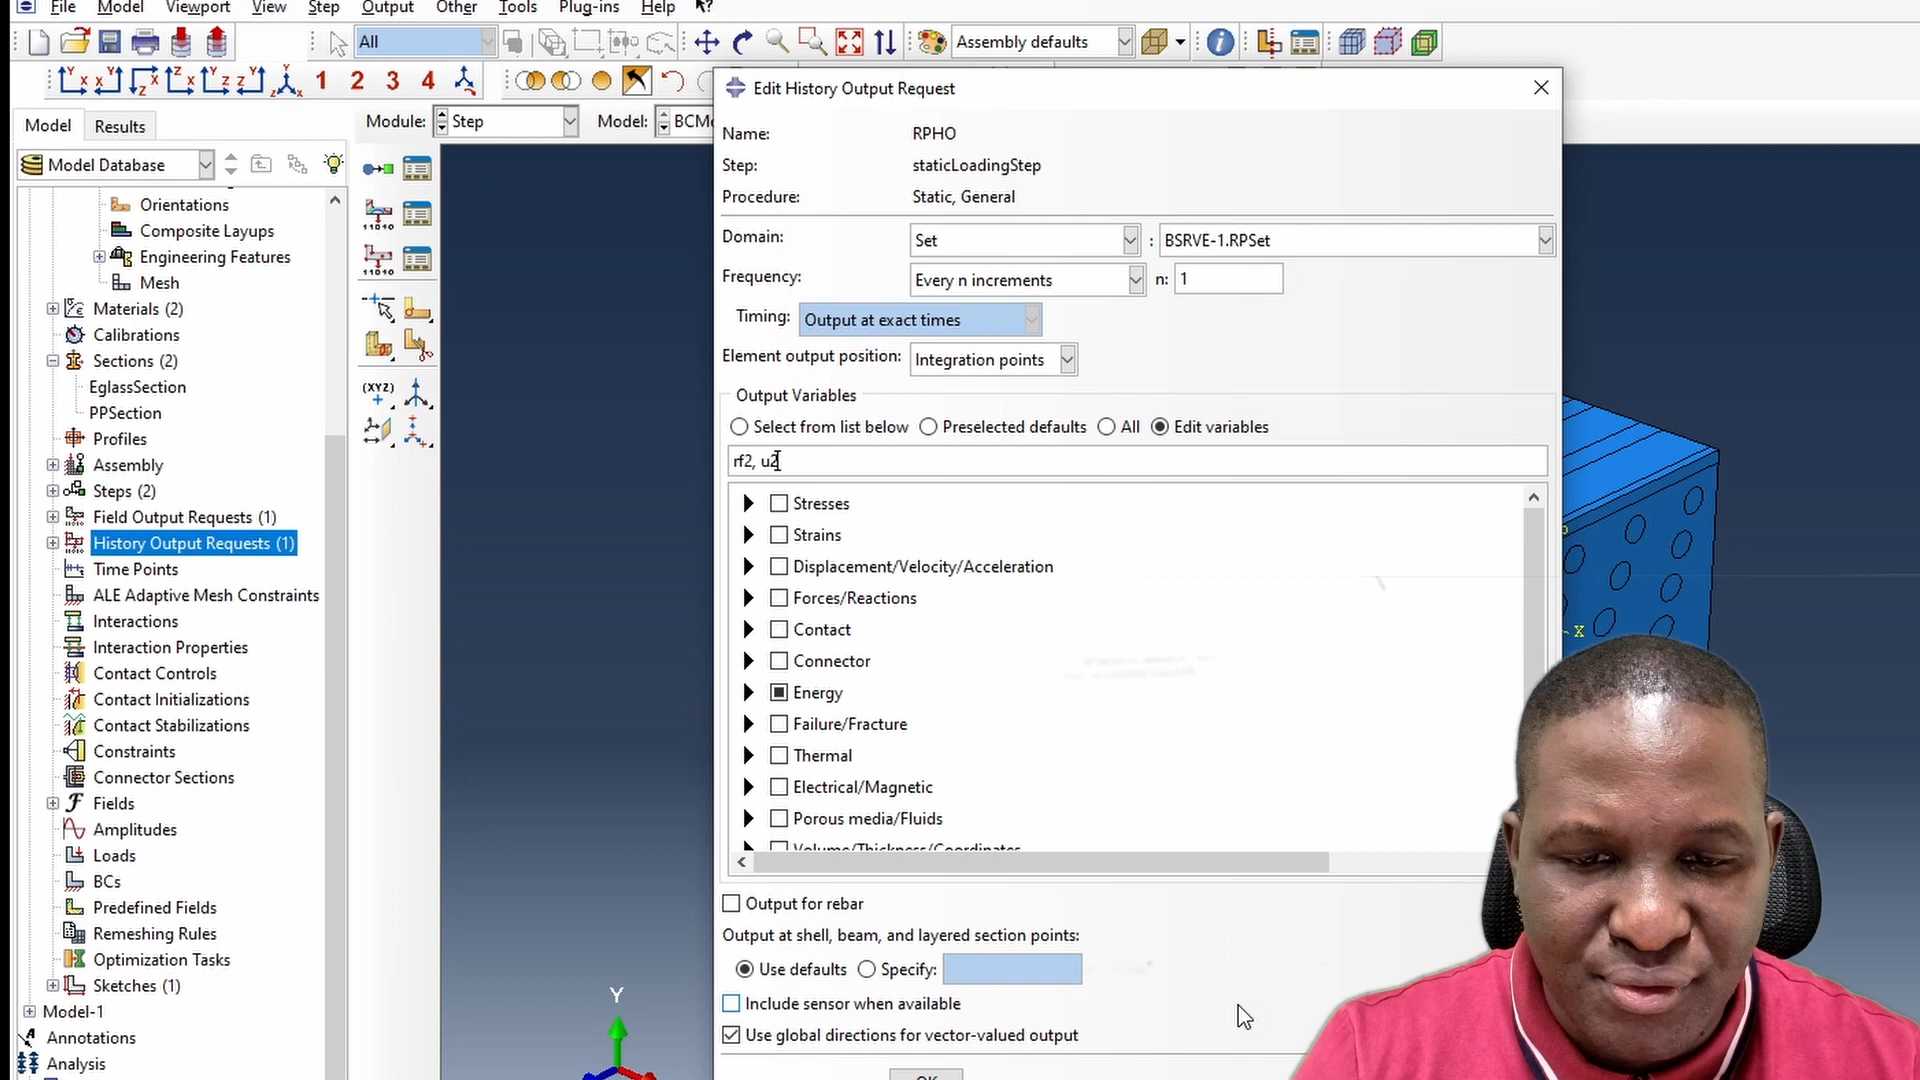 File Model Viewport View Step Output Other Tools Plug-ins Help
All
Assembly defaults
1 2 3 4
Edit History Output Request
Model Results
Module: Step Model: BCMo
Name: RPHO
Model Database
Step: staticLoadingStep
Procedure: Static, General
Orientations
Composite Layups
Engineering Features
Mesh
Materials (2)
Calibrations
Sections (2)
EglassSection
PPSection
Profiles
Assembly
Steps (2)
Field Output Requests (1)
History Output Requests (1)
Time Points
ALE Adaptive Mesh Constraints
Interactions
Interaction Properties
Contact Controls
Contact Initializations
Contact Stabilizations
Constraints
Connector Sections
Fields
Amplitudes
Loads
BCs
Predefined Fields
Remeshing Rules
Optimization Tasks
Sketches (1)
Model-1
Annotations
Analysis
(XYZ)
Domain: Set : BSRVE-1.RPSet
Frequency: Every n increments n: 1
Timing: Output at exact times
Element output position: Integration points
Output Variables
Select from list below Preselected defaults All Edit variables
rf2, u2
Stresses
Strains
Displacement/Velocity/Acceleration
Forces/Reactions
Contact
Connector
Energy
Failure/Fracture
Thermal
Electrical/Magnetic
Porous media/Fluids
Volume/Thickness/Coordinates
Output for rebar
Output at shell, beam, and layered section points:
Use defaults Specify:
Include sensor when available
Use global directions for vector-valued output
OK
Y
X